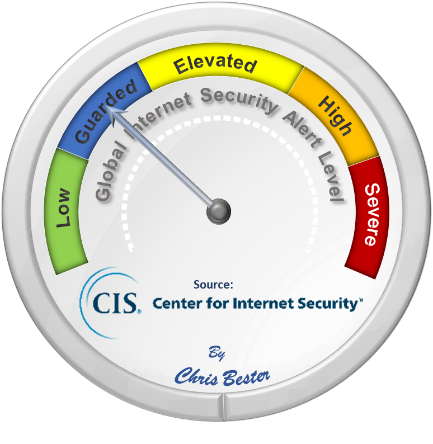 Elevated
Guarded
High
Low
Severe
Global Internet Security Alert Level
Source:
CIS®
Center for Internet Security™
By
Chris Bester